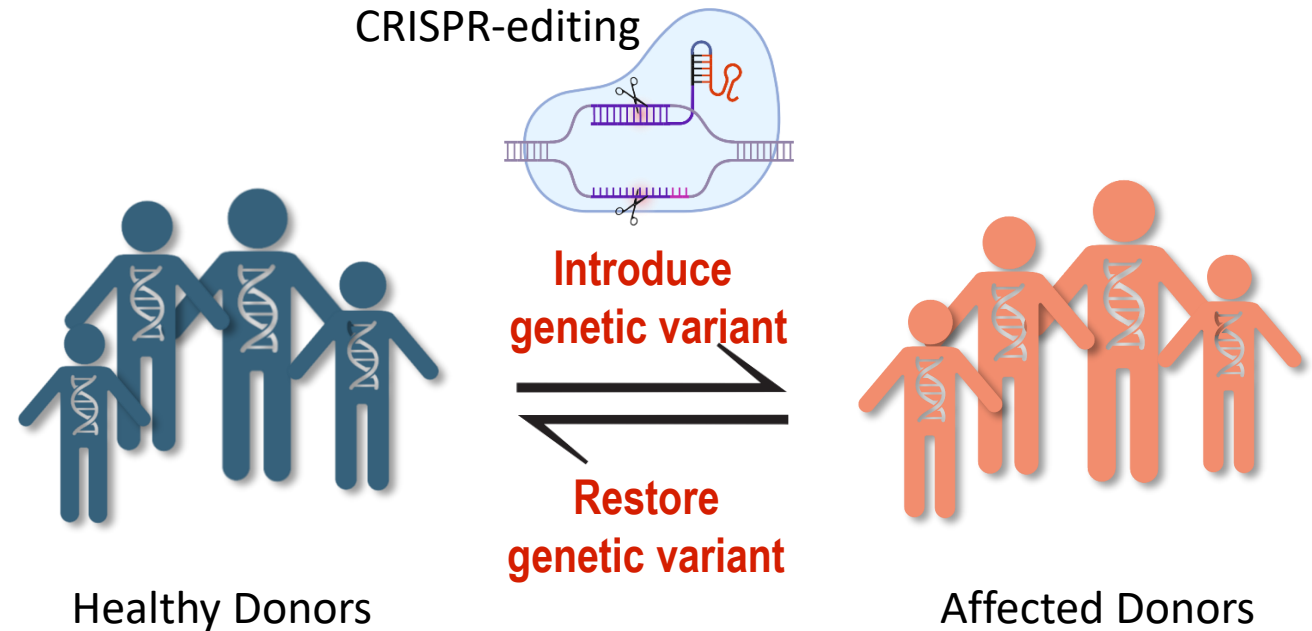 CRISPR-editing
Introduce
genetic variant
Restore
genetic variant
Healthy Donors
Affected Donors